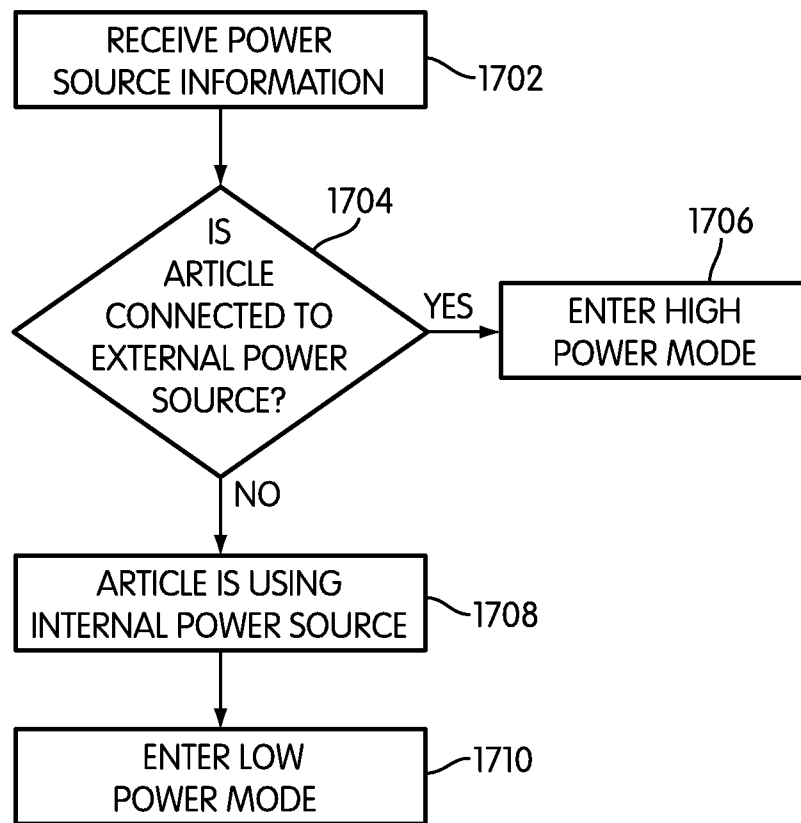 RECEIVE POWER
SOURCE INFORMATION
1702
1704
IS
ARTICLE
CONNECTED TO
EXTERNAL POWER
SOURCE?
YES
1706
ENTER HIGH
POWER MODE
NO
ARTICLE IS USING
INTERNAL POWER SOURCE
1708
ENTER LOW
POWER MODE
1710